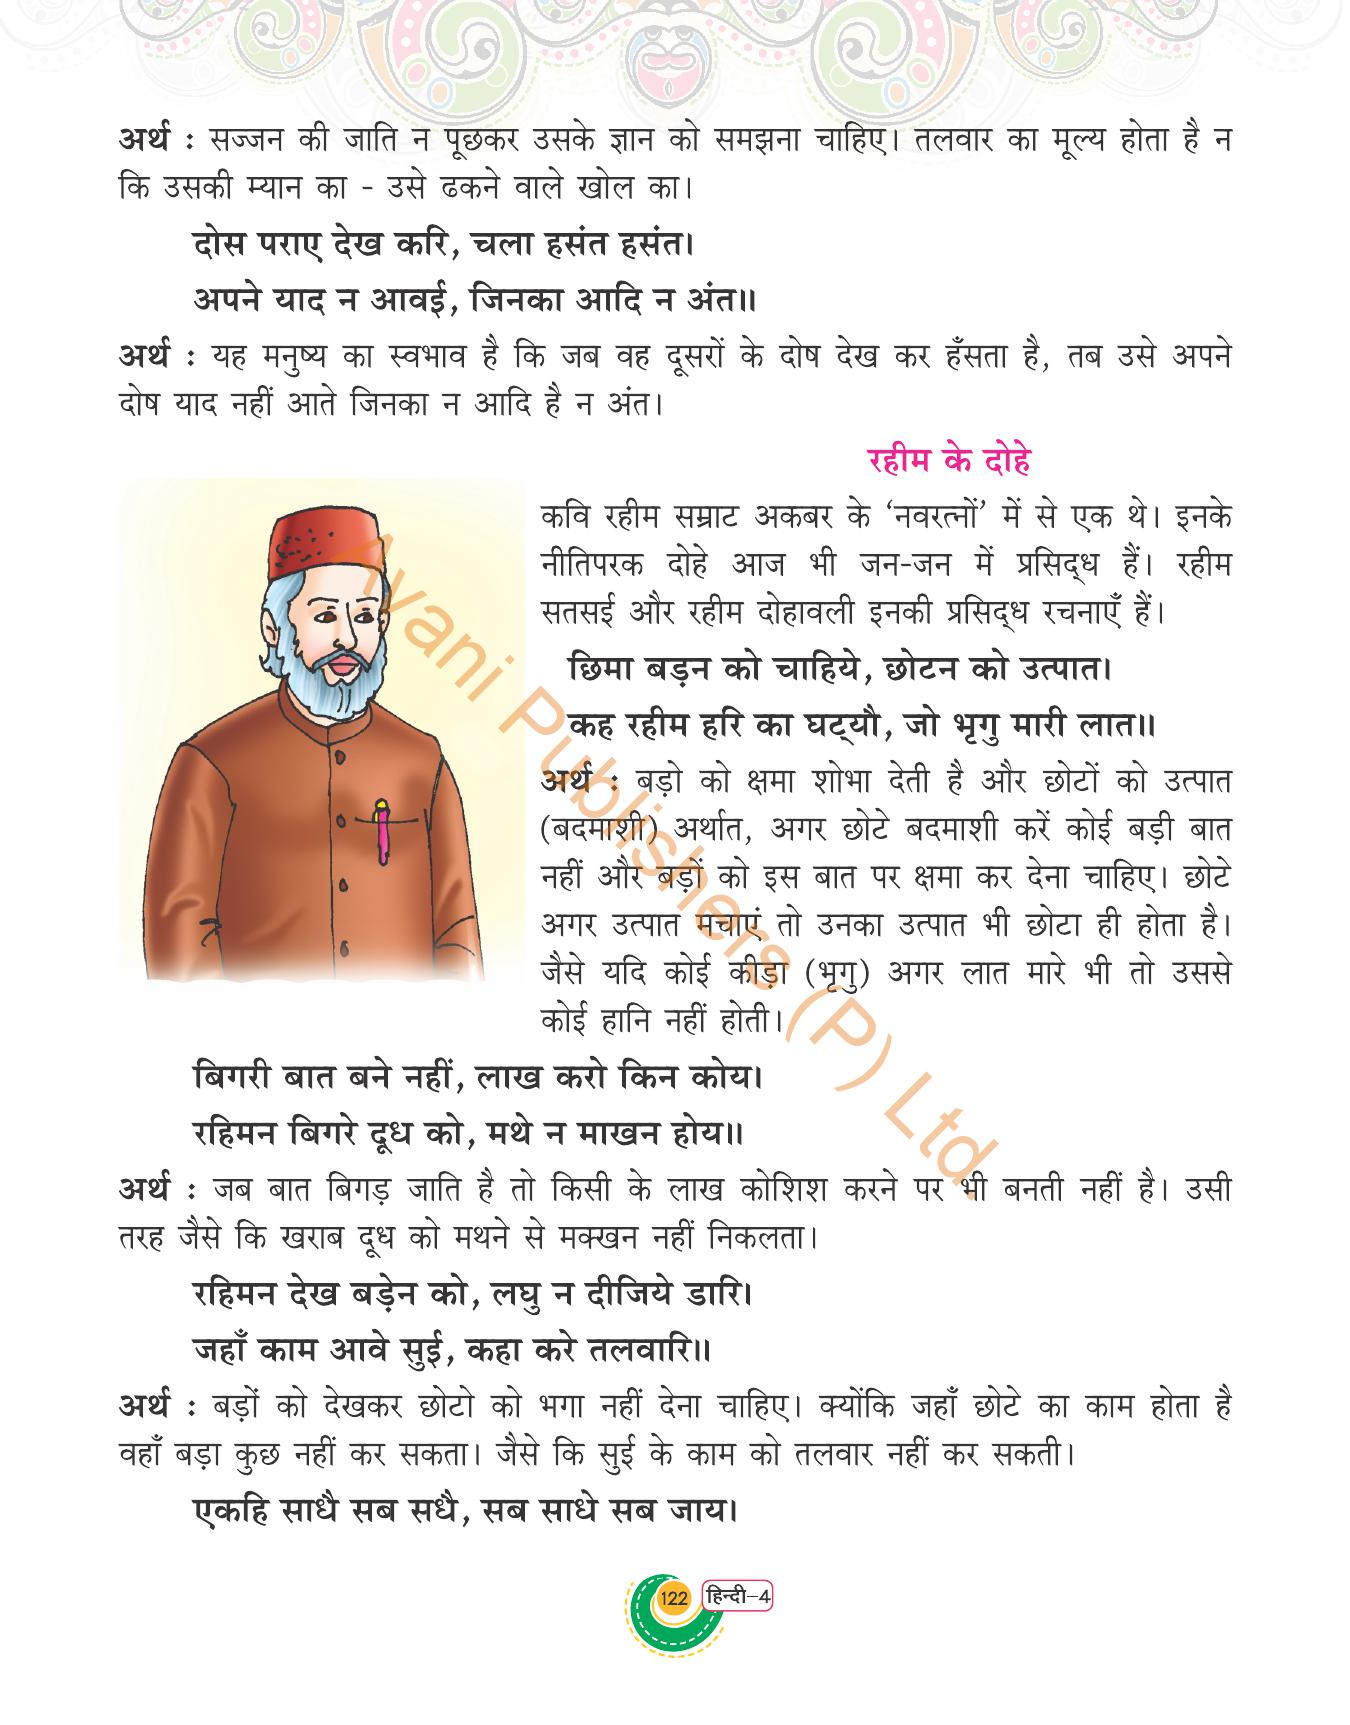 अर्थ : सज्जन की जाति न पूछकर उसके ज्ञान को समझना चाहिए। तलवार का मूल्य होता है न
कि उसकी म्यान का - उसे ढकने वाले खोल का।
दोस पराए देख करि, चला हसंत हसंत।
अपने याद न आवई, जिनका आदि न अंत॥
अर्थ : यह मनुष्य का स्वभाव है कि जब वह दूसरों के दोष देख कर हँसता है, तब उसे अपने
दोष याद नहीं आते जिनका न आदि है न अंत।
रहीम के दोहे
कवि रहीम सम्राट अकबर के ‘नवरत्नों’ में से एक थे। इनके
नीतिपरक दोहे आज भी जन-जन में प्रसिद्ध हैं। रहीम
सतसई और रहीम दोहावली इनकी प्रसिद्ध रचनाएँ हैं।
छिमा बड़न को चाहिये, छोटन को उत्पात।
कह रहीम हरि का घट्यौ, जो भृगु मारी लात॥
अर्थ : बड़ो को क्षमा शोभा देती है और छोटों को उत्पात
(बदमाशी) अर्थात, अगर छोटे बदमाशी करें कोई बड़ी बात
नहीं और बड़ों को इस बात पर क्षमा कर देना चाहिए। छोटे
अगर उत्पात मचाएं तो उनका उत्पात भी छोटा ही होता है।
जैसे यदि कोई कीड़ा (भृगु) अगर लात मारे भी तो उससे
कोई हानि नहीं होती।
बिगरी बात बने नहीं, लाख करो किन कोय।
रहिमन बिगरे दूध को, मथे न माखन होय॥
अर्थ : जब बात बिगड़ जाति है तो किसी के लाख कोशिश करने पर भी बनती नहीं है। उसी
तरह जैसे कि खराब दूध को मथने से मक्खन नहीं निकलता।
रहिमन देख बड़ेन को, लघु न दीजिये डारि।
जहाँ काम आवे सुई, कहा करे तलवारि॥
अर्थ : बड़ों को देखकर छोटो को भगा नहीं देना चाहिए। क्योंकि जहाँ छोटे का काम होता है
वहाँ बड़ा कुछ नहीं कर सकता। जैसे कि सुई के काम को तलवार नहीं कर सकती।
एकहि साधै सब सधै, सब साधे सब जाय।
122 हिन्दी-4
Avani Publishers (P) Ltd.